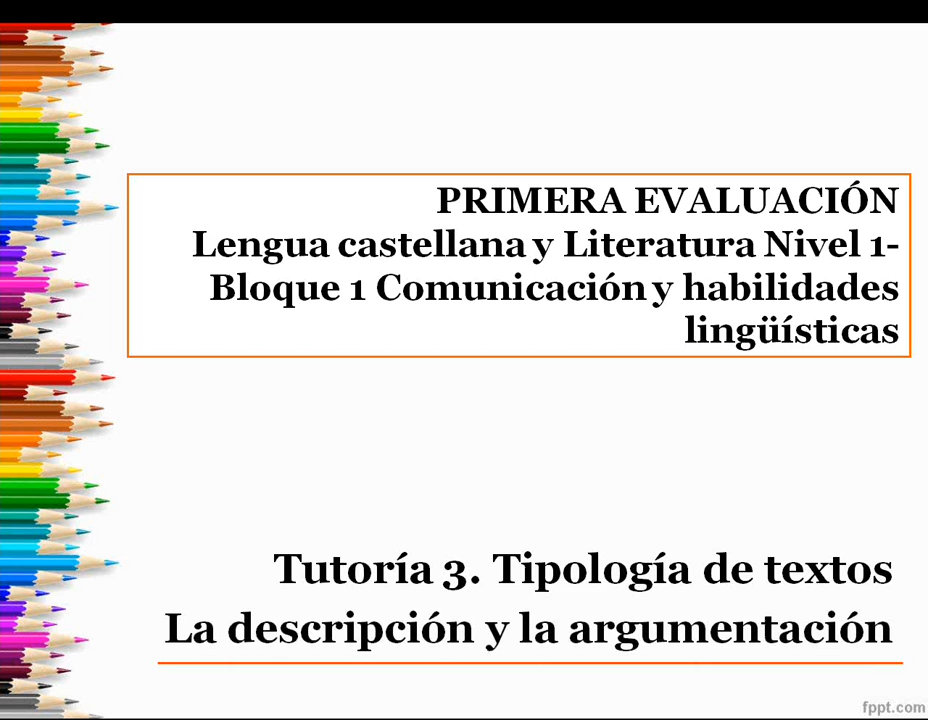 PRIMERA EVALUACIÓN
Lengua castellana y Literatura Nivel 1-
Bloque 1 Comunicación y habilidades
lingüísticas
Tutoría 3. Tipología de textos
La descripción y la argumentación
fppt.com